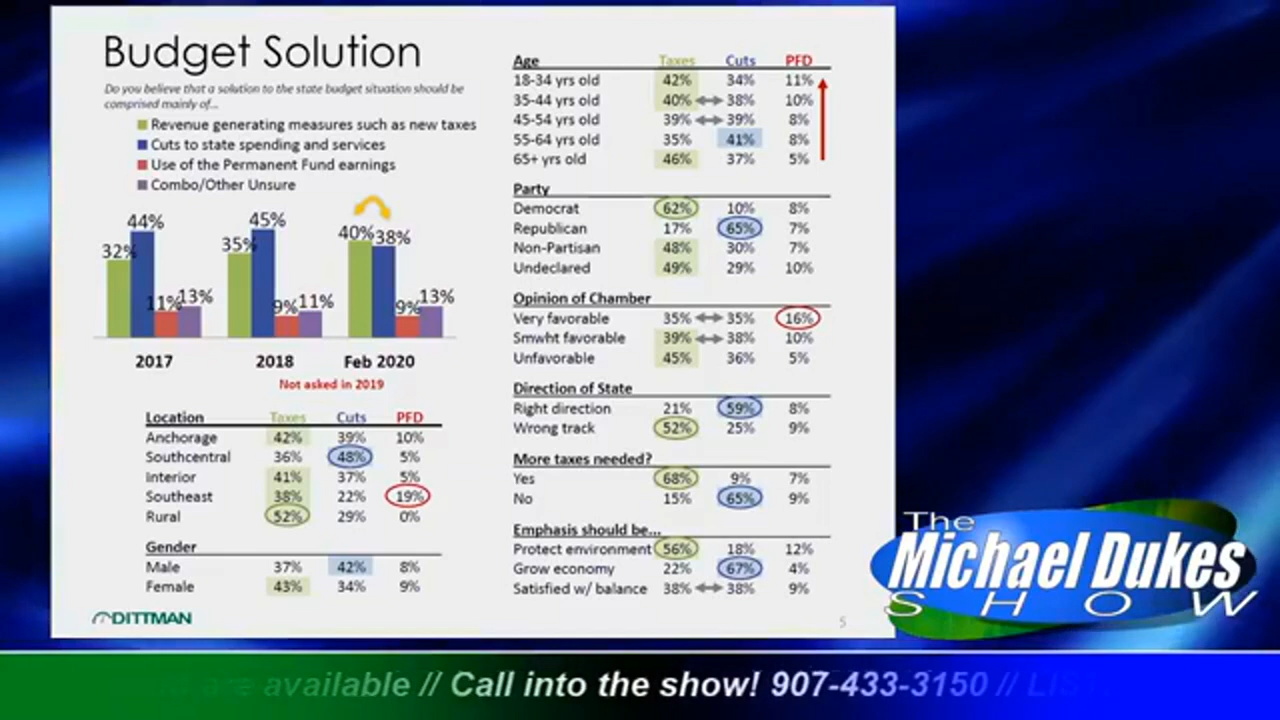 Budget Solution
Do you believe that a solution to the state budget situation should be
comprised mainly of...
Revenue generating measures such as new taxes
Cuts to state spending and services
Use of the Permanent Fund earnings
Combo/Other Unsure
32% 44% 11% 13%
35% 45% 9% 11%
40% 38% 9% 13%
2017 2018 Feb 2020
Not asked in 2019
Location Taxes Cuts PFD
Anchorage 42% 39% 10%
Southcentral 36% 48% 5%
Interior 41% 37% 5%
Southeast 38% 22% 19%
Rural 52% 29% 0%
Gender
Male 37% 42% 8%
Female 43% 34% 9%
DITTMAN
Age Taxes Cuts PFD
18-34 yrs old 42% 34% 11%
35-44 yrs old 40% 38% 10%
45-54 yrs old 39% 39% 8%
55-64 yrs old 35% 41% 8%
65+ yrs old 46% 37% 5%
Party
Democrat 62% 10% 8%
Republican 17% 65% 7%
Non-Partisan 48% 30% 7%
Undeclared 49% 29% 10%
Opinion of Chamber
Very favorable 35% 35% 16%
Smwht favorable 39% 38% 10%
Unfavorable 45% 36% 5%
Direction of State
Right direction 21% 59% 8%
Wrong track 52% 25% 9%
More taxes needed?
Yes 68% 9% 7%
No 15% 65% 9%
Emphasis should be...
Protect environment 56% 18% 12%
Grow economy 22% 67% 4%
Satisfied w/ balance 38% 38% 9%
5
The
Michael Dukes
SHOW
are available // Call into the show! 907-433-3150 //